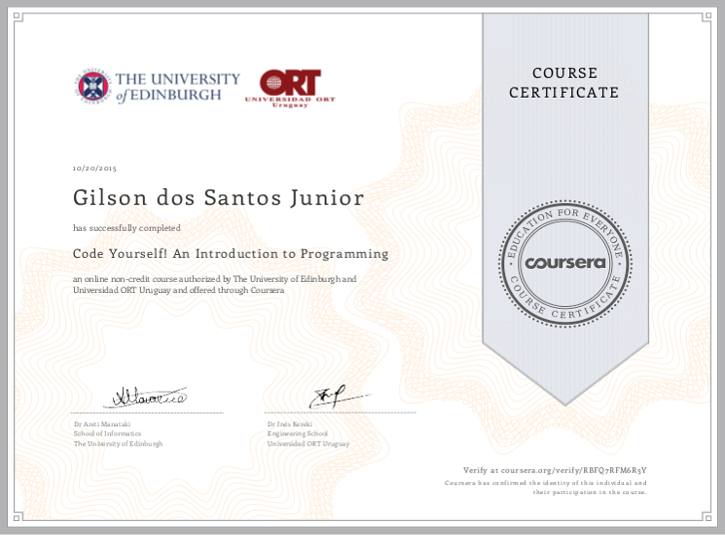 THE UNIVERSITY
of EDINBURGH
ORT
UNIVERSIDAD ORT
Uruguay
COURSE
CERTIFICATE
10/20/2015
Gilson dos Santos Junior
has successfully completed
Code Yourself! An Introduction to Programming
an online non-credit course authorized by The University of Edinburgh and
Universidad ORT Uruguay and offered through Coursera
EDUCATION FOR EVERYONE
coursera
COURSE CERTIFICATE
Dr Areti Manataki
School of Informatics
The University of Edinburgh
Dr Inés Kereki
Engineering School
Universidad ORT Uruguay
Verify at coursera.org/verify/RBFQ7RFM6R5Y
Coursera has confirmed the identity of this individual and
their participation in the course.